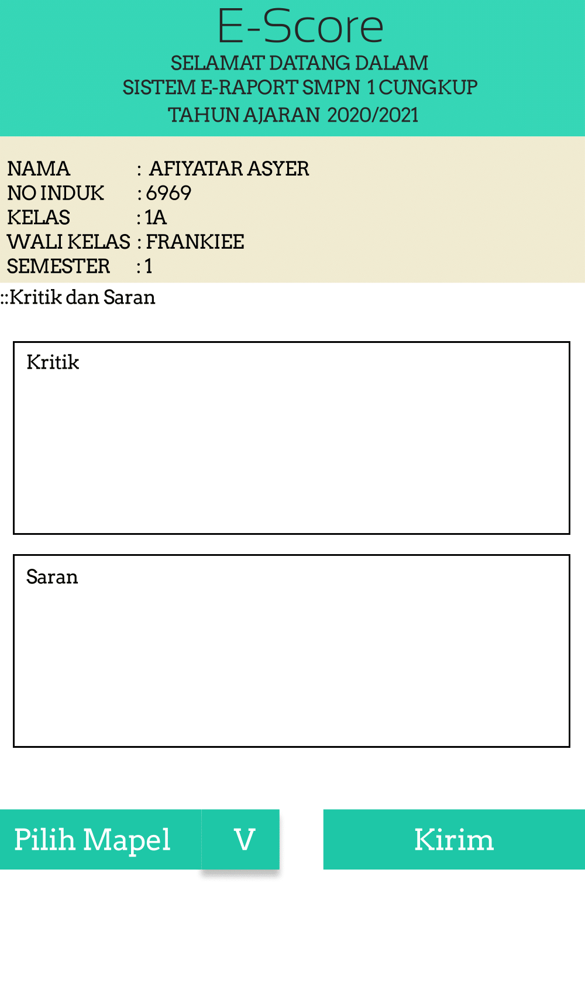 E-Score
SELAMAT DATANG DALAM
SISTEM E-RAPORT SMPN 1 CUNGKUP
TAHUN AJARAN 2020/2021
NAMA : AFIYATAR ASYER
NO INDUK : 6969
KELAS : 1A
WALI KELAS : FRANKIEE
SEMESTER : 1
::Kritik dan Saran
Kritik
Saran
Pilih Mapel V
Kirim